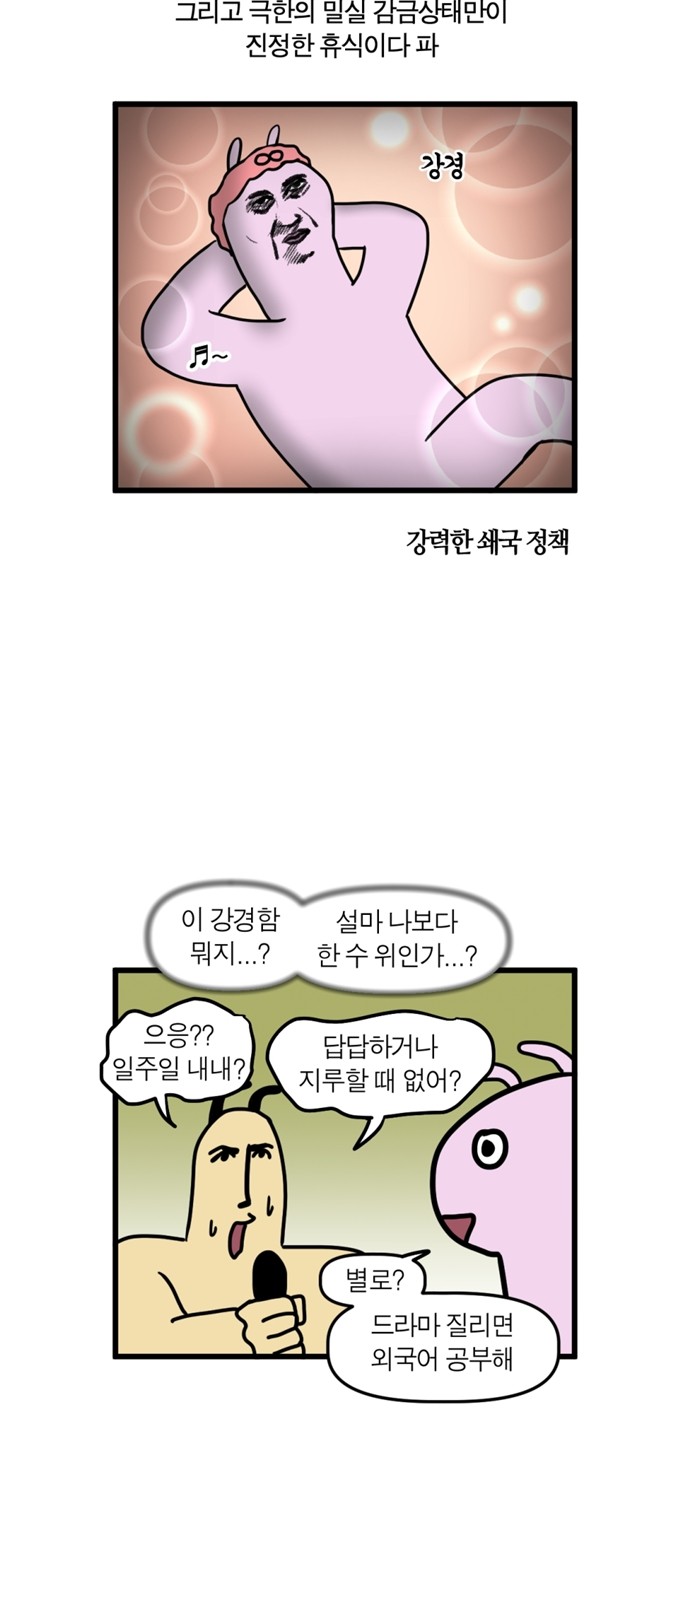 그리고 극한의 밀실 감금상태만이
진정한 휴식이다 파
강경
♬~
강력한 쇄국 정책
이 강경함
뭐지...?
설마 나보다
한 수 위인가...?
으응??
일주일 내내?
답답하거나
지루할 때 없어?
별로?
드라마 질리면
외국어 공부해